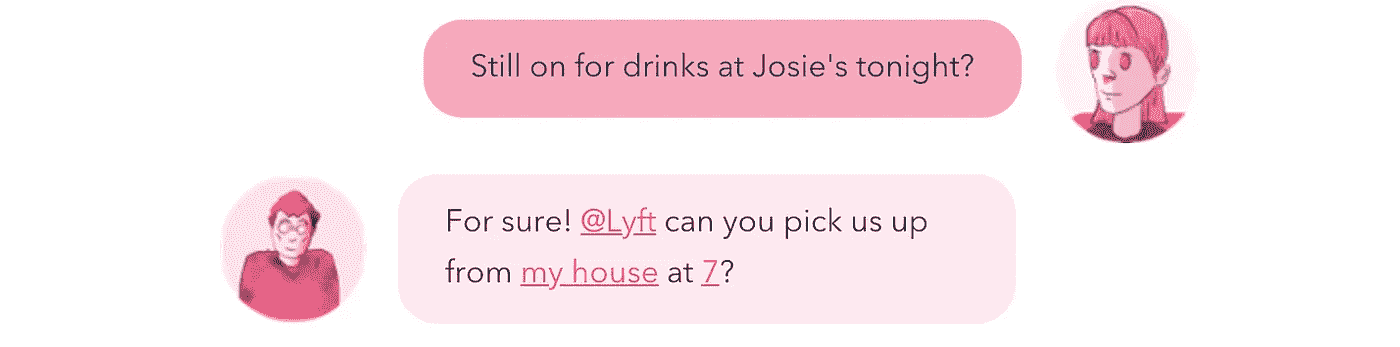 Still on for drinks at Josie's tonight?
For sure! @Lyft can you pick us up
from my house at 7?